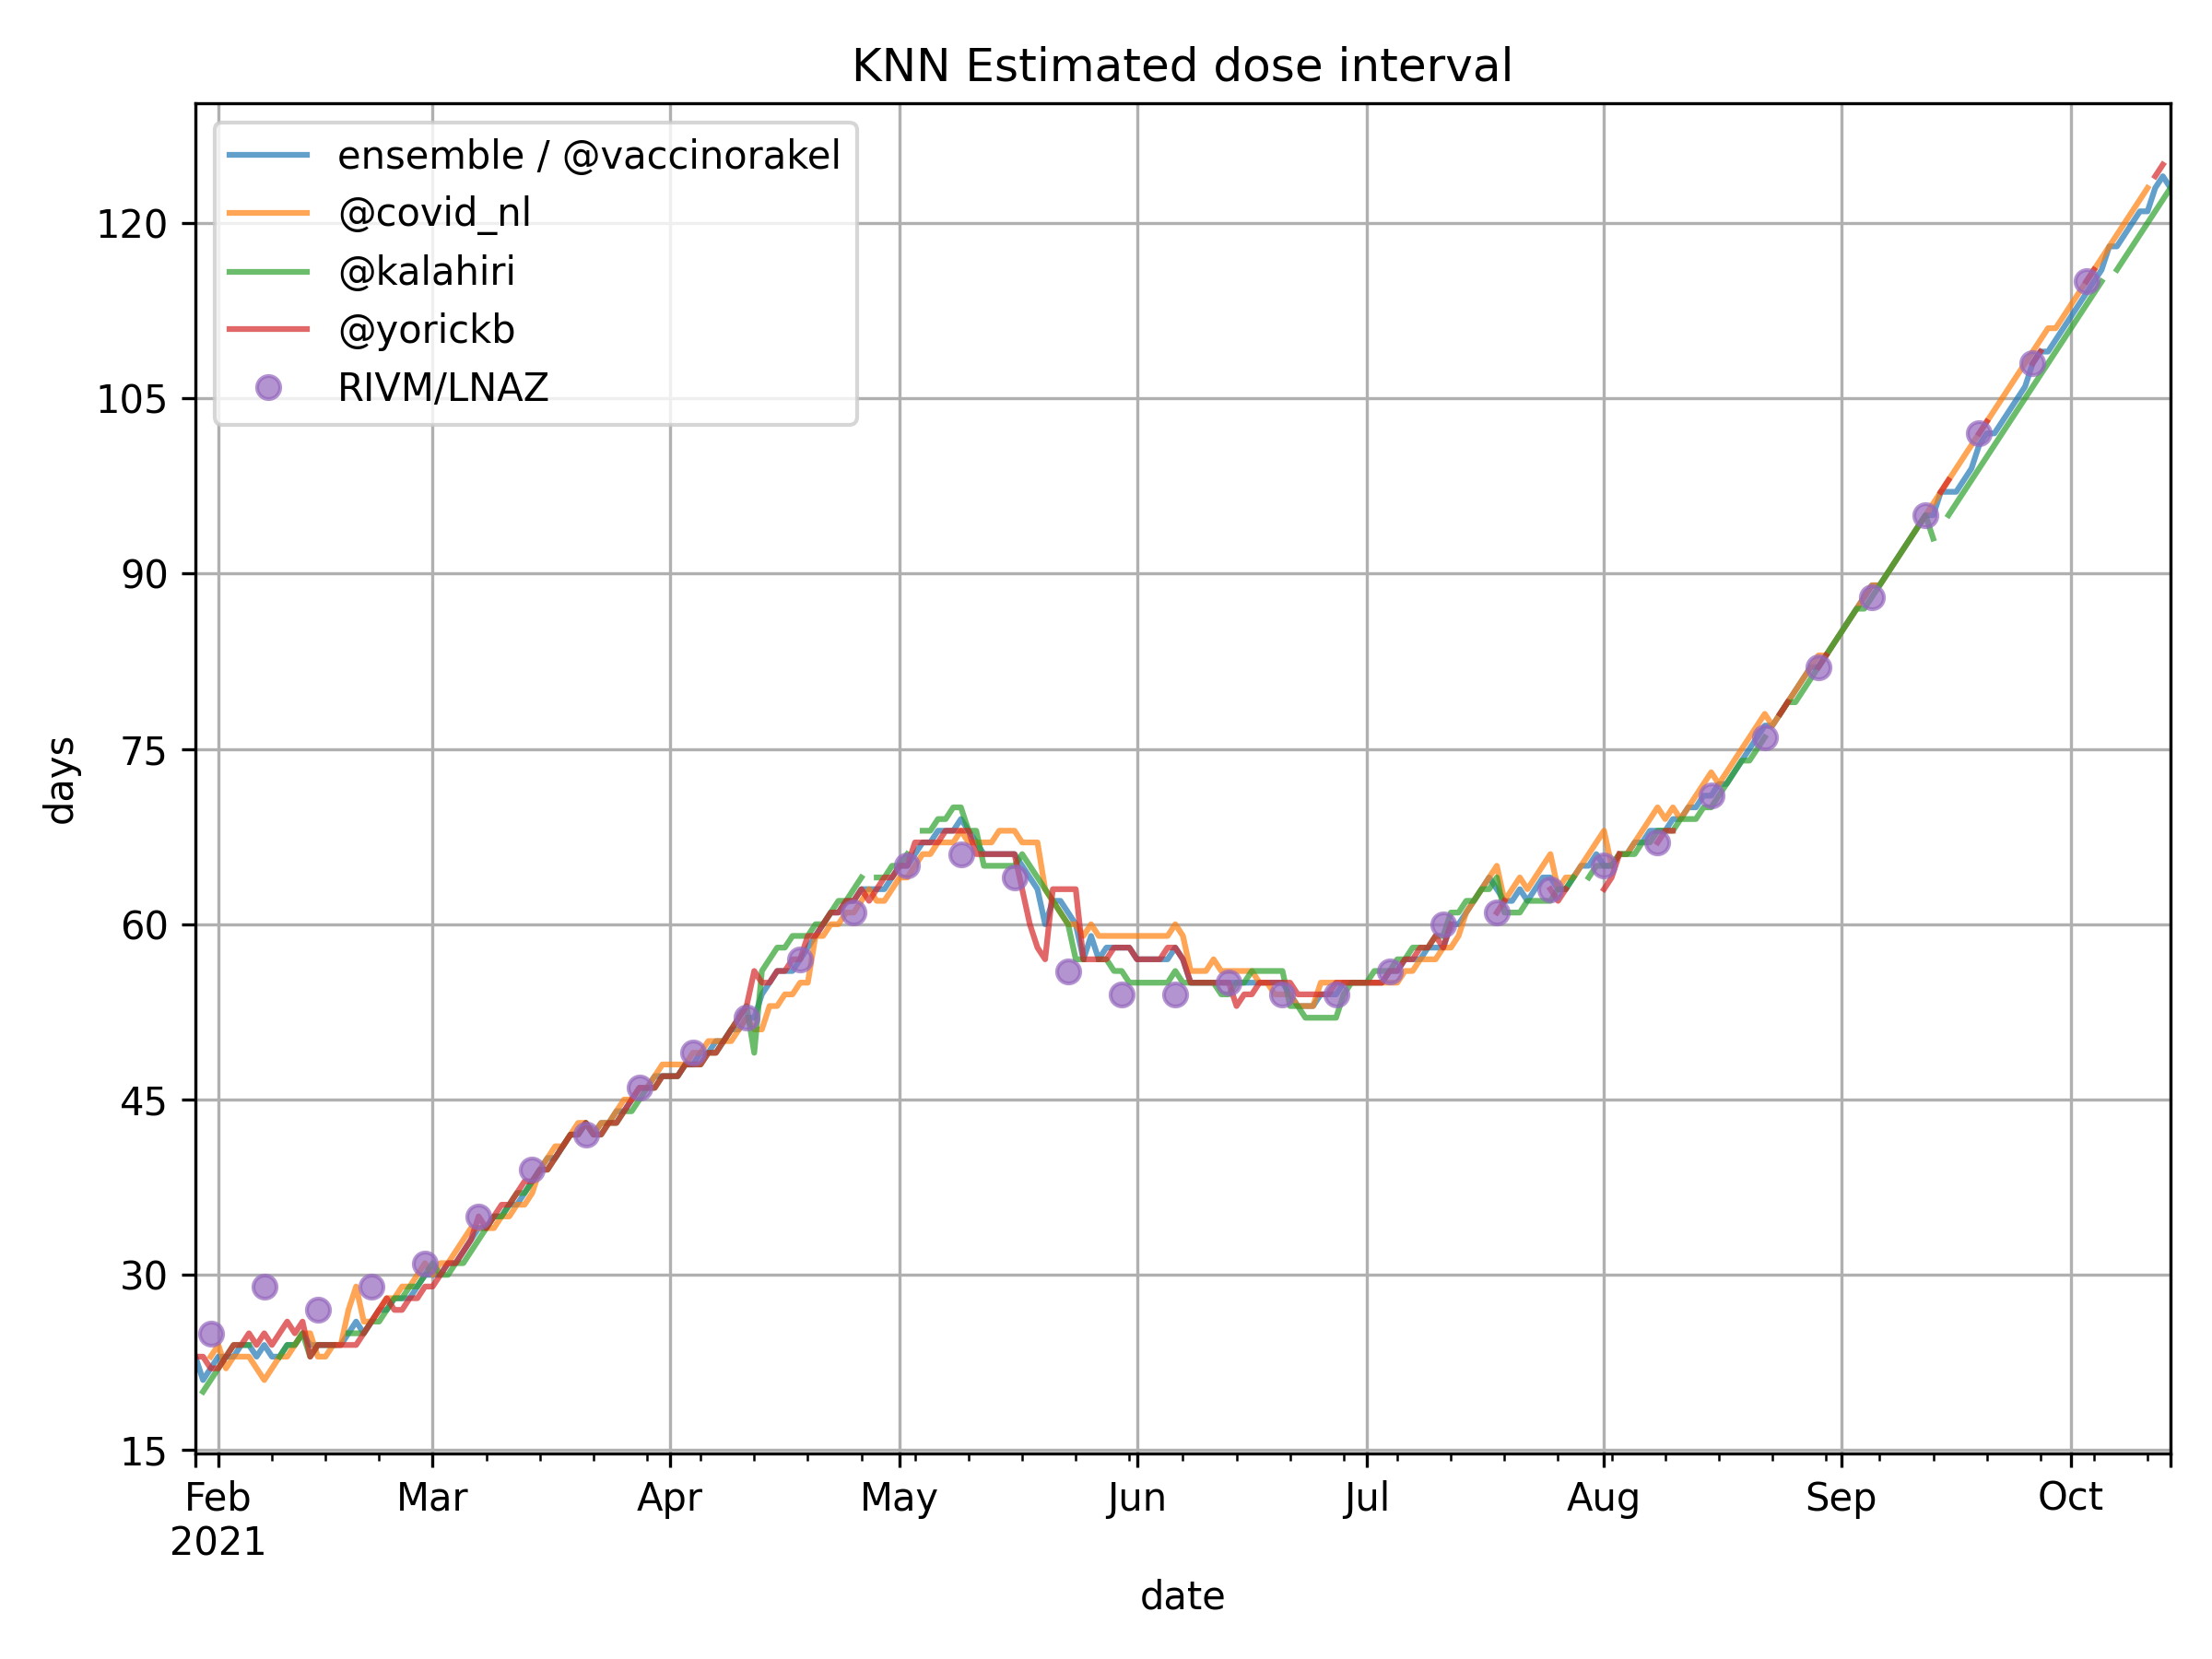 KNN Estimated dose interval
ensemble / @vaccinorakel
@covid_nl
@kalahiri
@yorickb
RIVM/LNAZ
120
105
90
75
60
45
30
15
days
Feb Mar Apr May Jun Jul Aug Sep Oct
2021
date